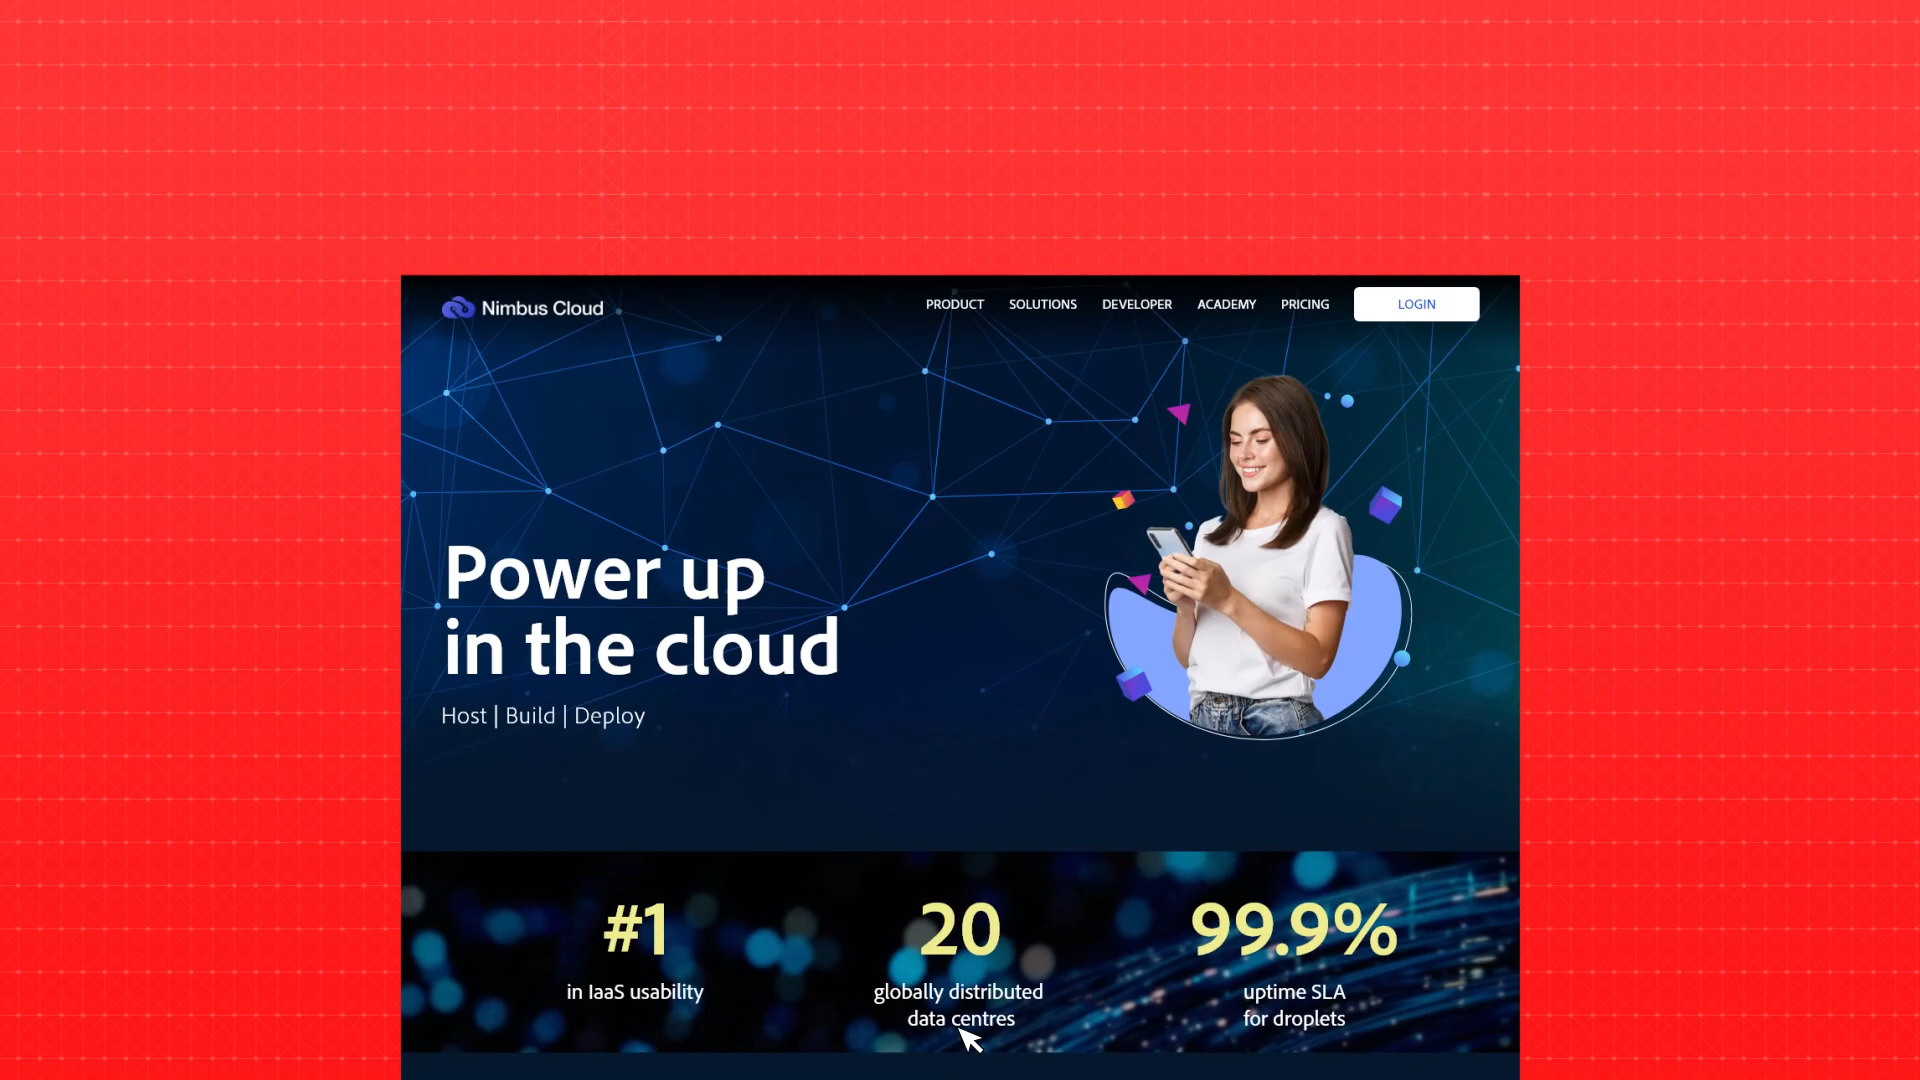 Nimbus Cloud
PRODUCT SOLUTIONS DEVELOPER ACADEMY PRICING LOGIN
Power up
in the cloud
Host | Build | Deploy
#1
in IaaS usability
20
globally distributed
data centres
99.9%
uptime SLA
for droplets